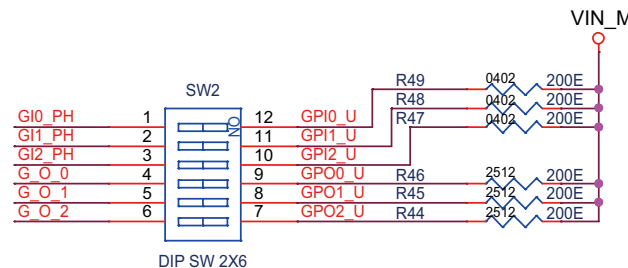 VIN_M
SW2
R49 0402 200E
R48 0402 200E
R47 0402 200E
GI0_PH 1 ON 12 GPI0_U
GI1_PH 2 11 GPI1_U
GI2_PH 3 10 GPI2_U
G_O_0 4 9 GPO0_U R46 2512 200E
G_O_1 5 8 GPO1_U R45 2512 200E
G_O_2 6 7 GPO2_U R44 2512 200E
DIP SW 2X6